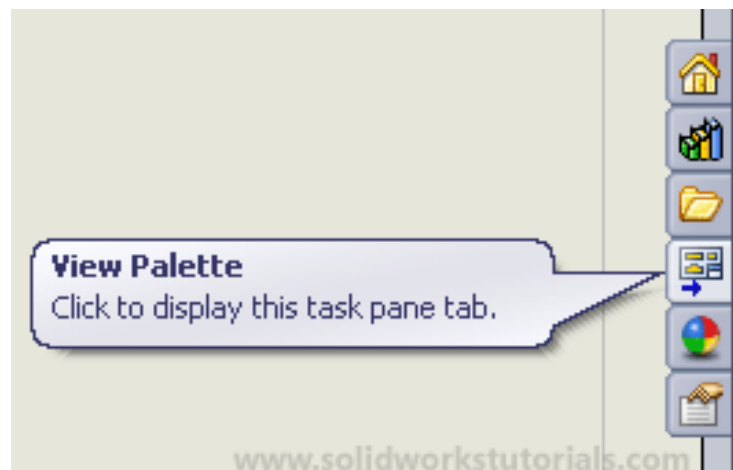 View Palette
Click to display this task pane tab.
www.solidworkstutorials.com